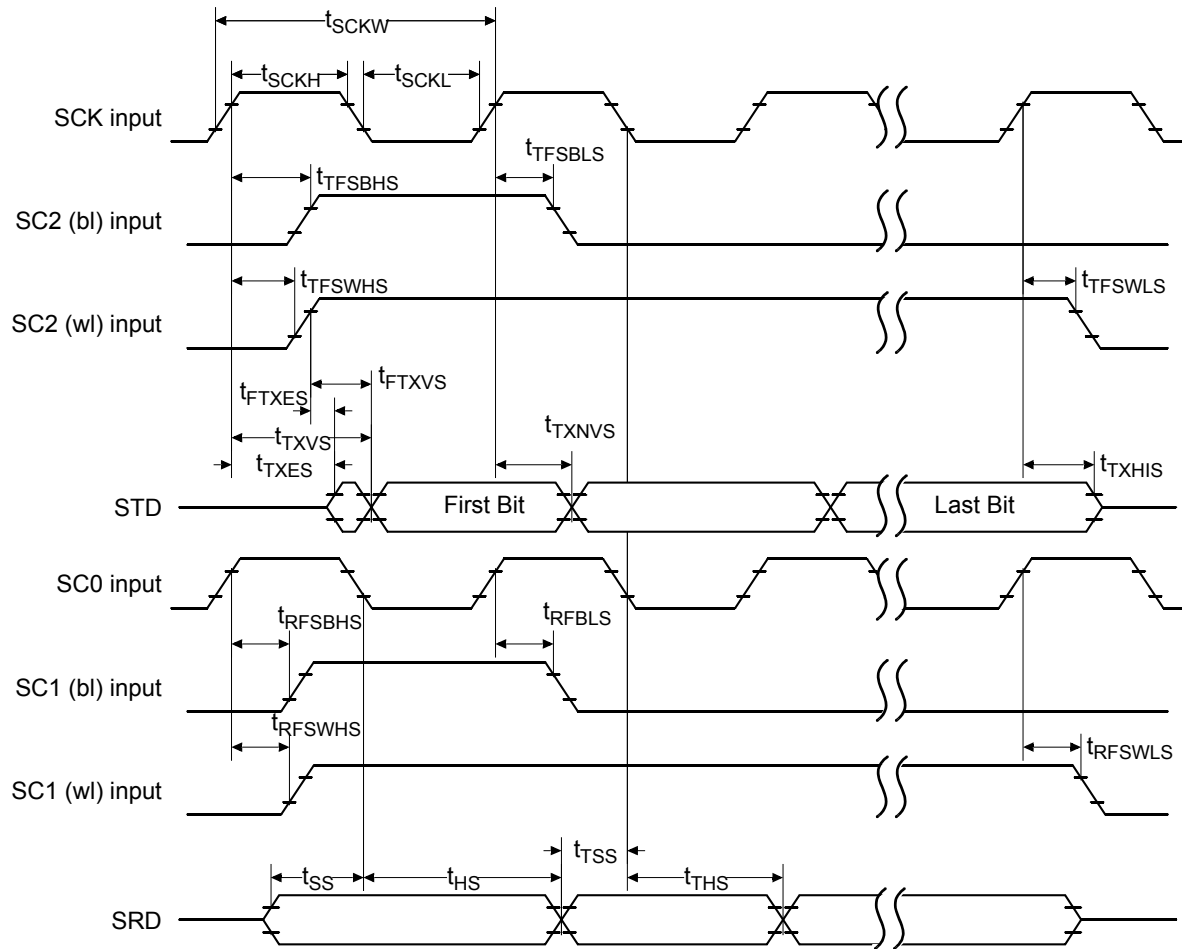 tSCKW
tSCKH
tSCKL
SCK input
tTFSBHS
tTFSBLS
SC2 (bl) input
tTFSWHS
tTFSWLS
SC2 (wl) input
tFTXES
tFTXVS
tTXVS
tTXNVS
tTXES
tTXHIS
STD
First Bit
Last Bit
SC0 input
tRFSBHS
tRFBLS
SC1 (bl) input
tRFSWHS
tRFSWLS
SC1 (wl) input
tTSS
tSS
tHS
tTHS
SRD